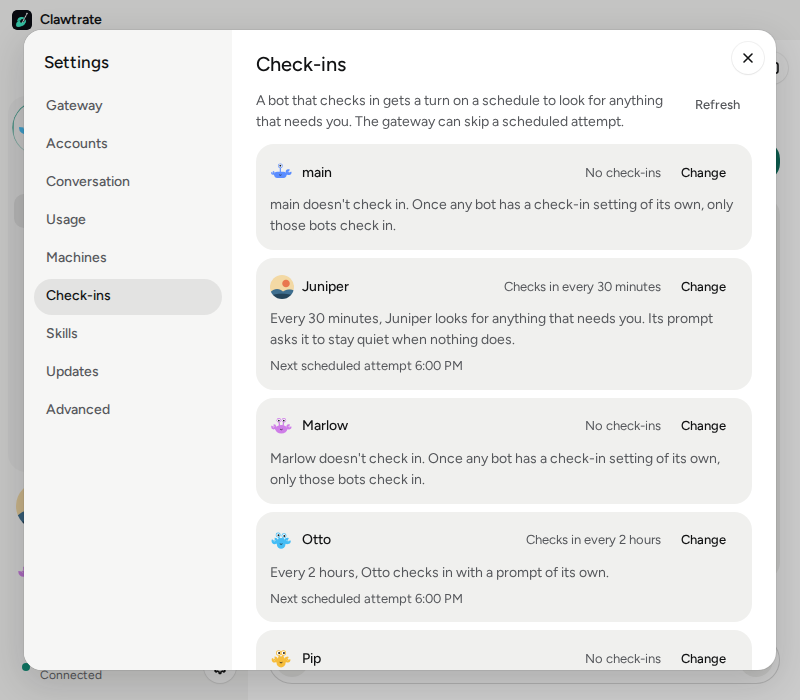 Clawtrate
Settings
Gateway
Accounts
Conversation
Usage
Machines
Check-ins
Skills
Updates
Advanced
Check-ins
A bot that checks in gets a turn on a schedule to look for anything
that needs you. The gateway can skip a scheduled attempt.
Refresh
main
No check-ins
Change
main doesn't check in. Once any bot has a check-in setting of its own, only
those bots check in.
Juniper
Checks in every 30 minutes
Change
Every 30 minutes, Juniper looks for anything that needs you. Its prompt
asks it to stay quiet when nothing does.
Next scheduled attempt 6:00 PM
Marlow
No check-ins
Change
Marlow doesn't check in. Once any bot has a check-in setting of its own,
only those bots check in.
Otto
Checks in every 2 hours
Change
Every 2 hours, Otto checks in with a prompt of its own.
Next scheduled attempt 6:00 PM
Pip
No check-ins
Change
Connected